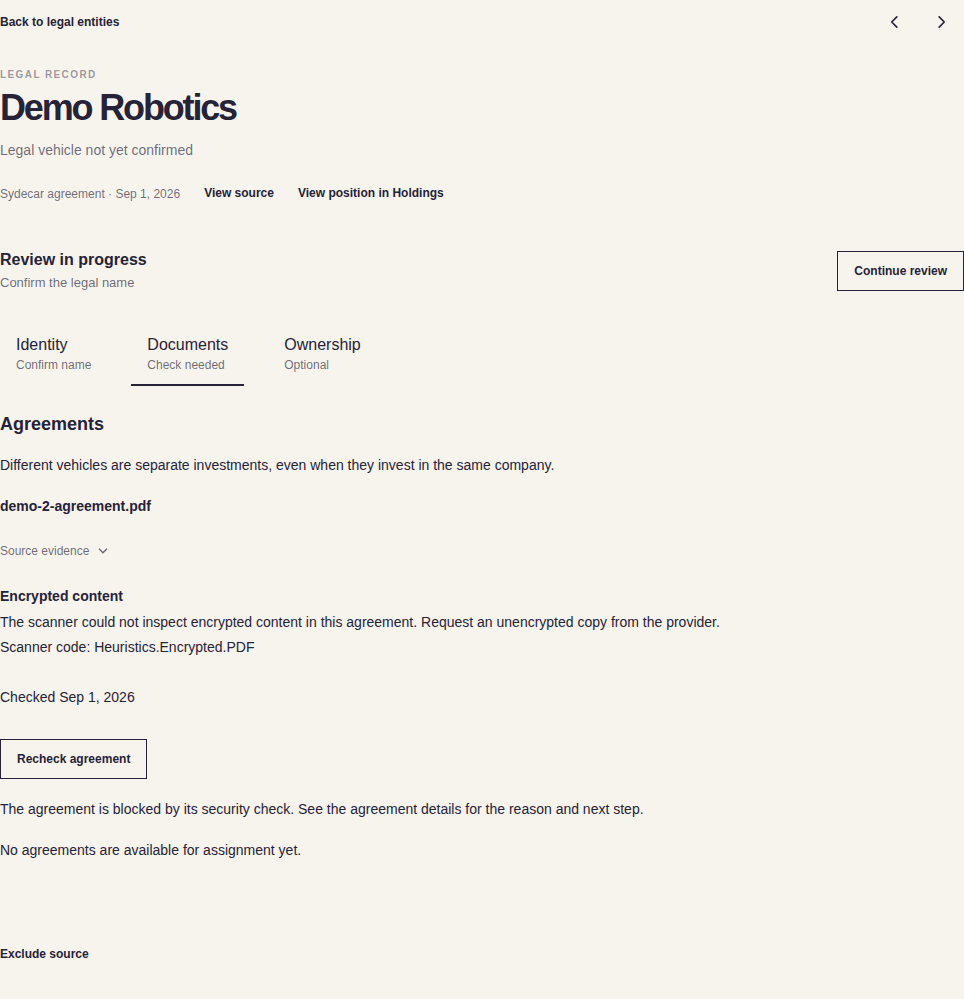 Back to legal entities
LEGAL RECORD
Demo Robotics
Legal vehicle not yet confirmed
Sydecar agreement · Sep 1, 2026 View source View position in Holdings
Review in progress
Confirm the legal name
Continue review
Identity Documents Ownership
Confirm name Check needed Optional
Agreements
Different vehicles are separate investments, even when they invest in the same company.
demo-2-agreement.pdf
Source evidence
Encrypted content
The scanner could not inspect encrypted content in this agreement. Request an unencrypted copy from the provider.
Scanner code: Heuristics.Encrypted.PDF
Checked Sep 1, 2026
Recheck agreement
The agreement is blocked by its security check. See the agreement details for the reason and next step.
No agreements are available for assignment yet.
Exclude source